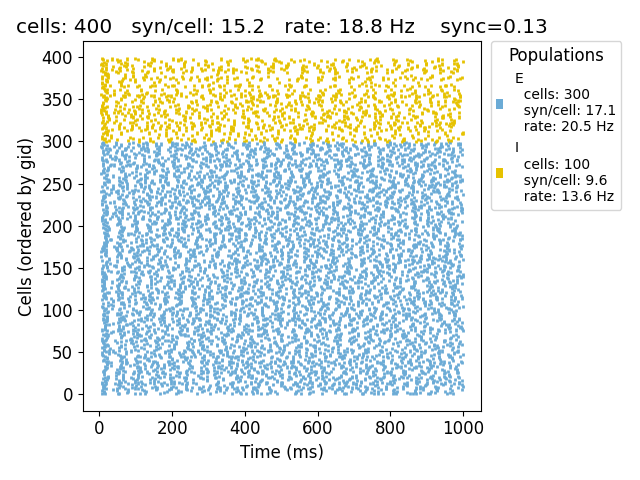 cells: 400   syn/cell: 15.2   rate: 18.8 Hz    sync=0.13
Populations
E
cells: 300
syn/cell: 17.1
rate: 20.5 Hz
I
cells: 100
syn/cell: 9.6
rate: 13.6 Hz
Cells (ordered by gid)
400
350
300
250
200
150
100
50
0
0 200 400 600 800 1000
Time (ms)